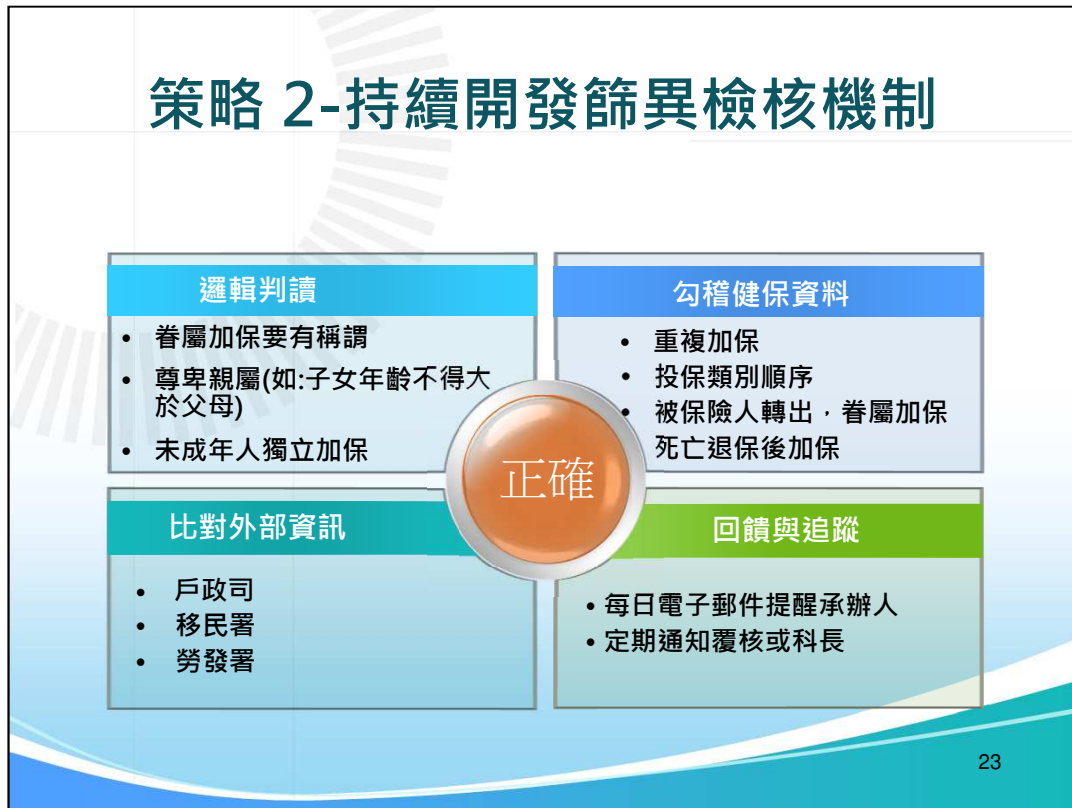 策略 2-持續開發篩異檢核機制
邏輯判讀
• 眷屬加保要有稱謂
• 尊卑親屬(如:子女年齡不得大
於父母)
• 未成年人獨立加保
勾稽健保資料
• 重複加保
• 投保類別順序
• 被保險人轉出，眷屬加保
死亡退保後加保
正確
比對外部資訊
• 戶政司
• 移民署
• 勞發署
回饋與追蹤
• 每日電子郵件提醒承辦人
• 定期通知覆核或科長
23